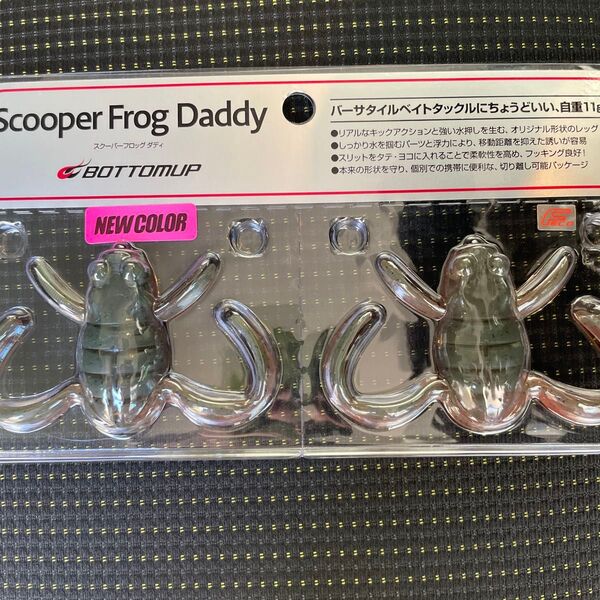 Scooper Frog Daddy
スクーパーフロッグ ダディ
BOTTOMUP
NEW COLOR
バーサタイルベイトタックルにちょうどいい、自重11g
●リアルなキックアクションと強い水押しを生む、オリジナル形状のレッグ
●しっかり水を掴むパーツと浮力により、移動距離を抑えた誘いが容易
●スリットをタテ・ヨコに入れることで柔軟性を高め、フッキング良好！
●本来の形状を守り、個別での携帯に便利な、切り離し可能パッケージ